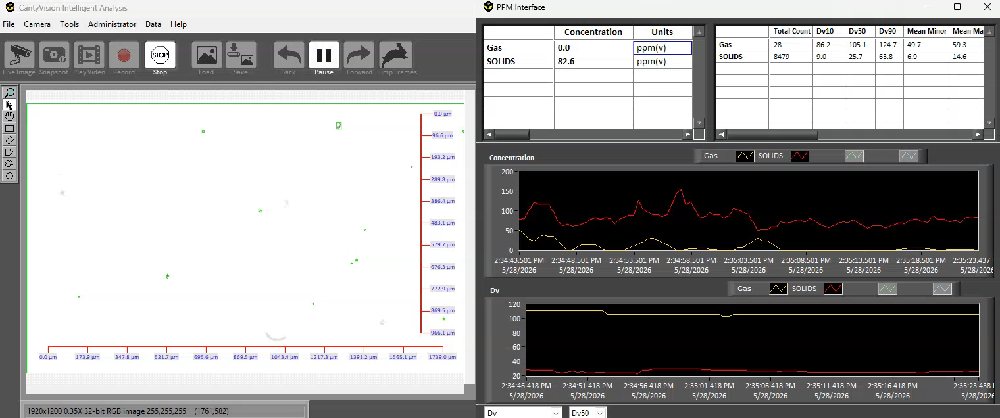 CantyVision Intelligent Analysis
File Camera Tools Administrator Data Help
Live Image Snapshot Play Video Record Stop Load Save Back Pause Forward Jump Frames
STOP
0.0 µm
96.6 µm
193.2 µm
289.8 µm
386.4 µm
483.1 µm
579.7 µm
676.3 µm
772.9 µm
869.5 µm
966.1 µm
0.0 µm 173.9 µm 347.8 µm 521.7 µm 695.6 µm 869.5 µm 1043.4 µm 1217.3 µm 1391.2 µm 1565.1 µm 1739.0 µm
1920x1200 0.35X 32-bit RGB image 255,255,255 (1761,582)
PPM Interface
Concentration Units
Gas 0.0 ppm(v)
SOLIDS 82.6 ppm(v)
Total Count Dv10 Dv50 Dv90 Mean Minor Mean Ma
Gas 28 86.2 105.1 124.7 49.7 59.3
SOLIDS 8479 9.0 25.7 63.8 6.9 14.6
Concentration
Gas SOLIDS
200
150
100
50
0
2:34:43.501 PM 2:34:48.501 PM 2:34:53.501 PM 2:34:58.501 PM 2:35:03.501 PM 2:35:08.501 PM 2:35:13.501 PM 2:35:18.501 PM 2:35:23.437 
5/28/2026 5/28/2026 5/28/2026 5/28/2026 5/28/2026 5/28/2026 5/28/2026 5/28/2026 5/28/202
Dv
Gas SOLIDS
120
100
80
60
40
20
2:34:46.418 PM 2:34:51.418 PM 2:34:56.418 PM 2:35:01.418 PM 2:35:06.418 PM 2:35:11.418 PM 2:35:16.418 PM 2:35:23.438
5/28/2026 5/28/2026 5/28/2026 5/28/2026 5/28/2026 5/28/2026 5/28/2026 5/28/202
Dv Dv50